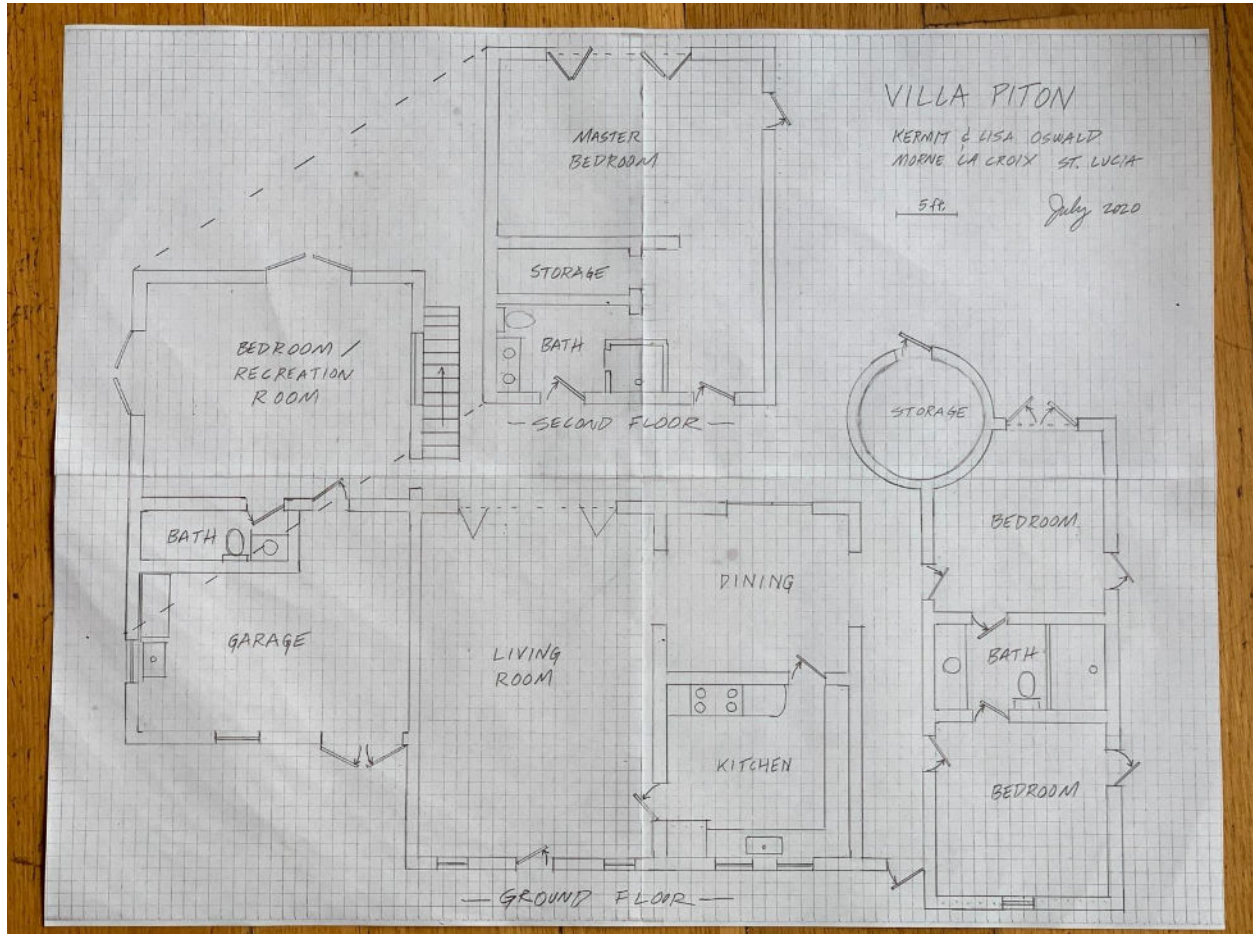 VILLA PITON
KERMIT & LISA OSWALD
MORNE LA CROIX ST. LUCIA
5 ft.
July 2020
MASTER
BEDROOM
STORAGE
BATH
— SECOND FLOOR —
BEDROOM /
RECREATION
ROOM
BATH
GARAGE
LIVING
ROOM
DINING
KITCHEN
STORAGE
BEDROOM
BATH
BEDROOM
— GROUND FLOOR —